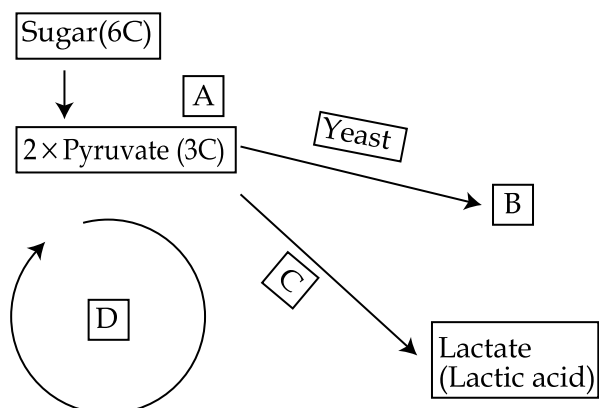 Sugar(6C)
A
2×Pyruvate (3C)
Yeast
B
C
D
Lactate
(Lactic acid)